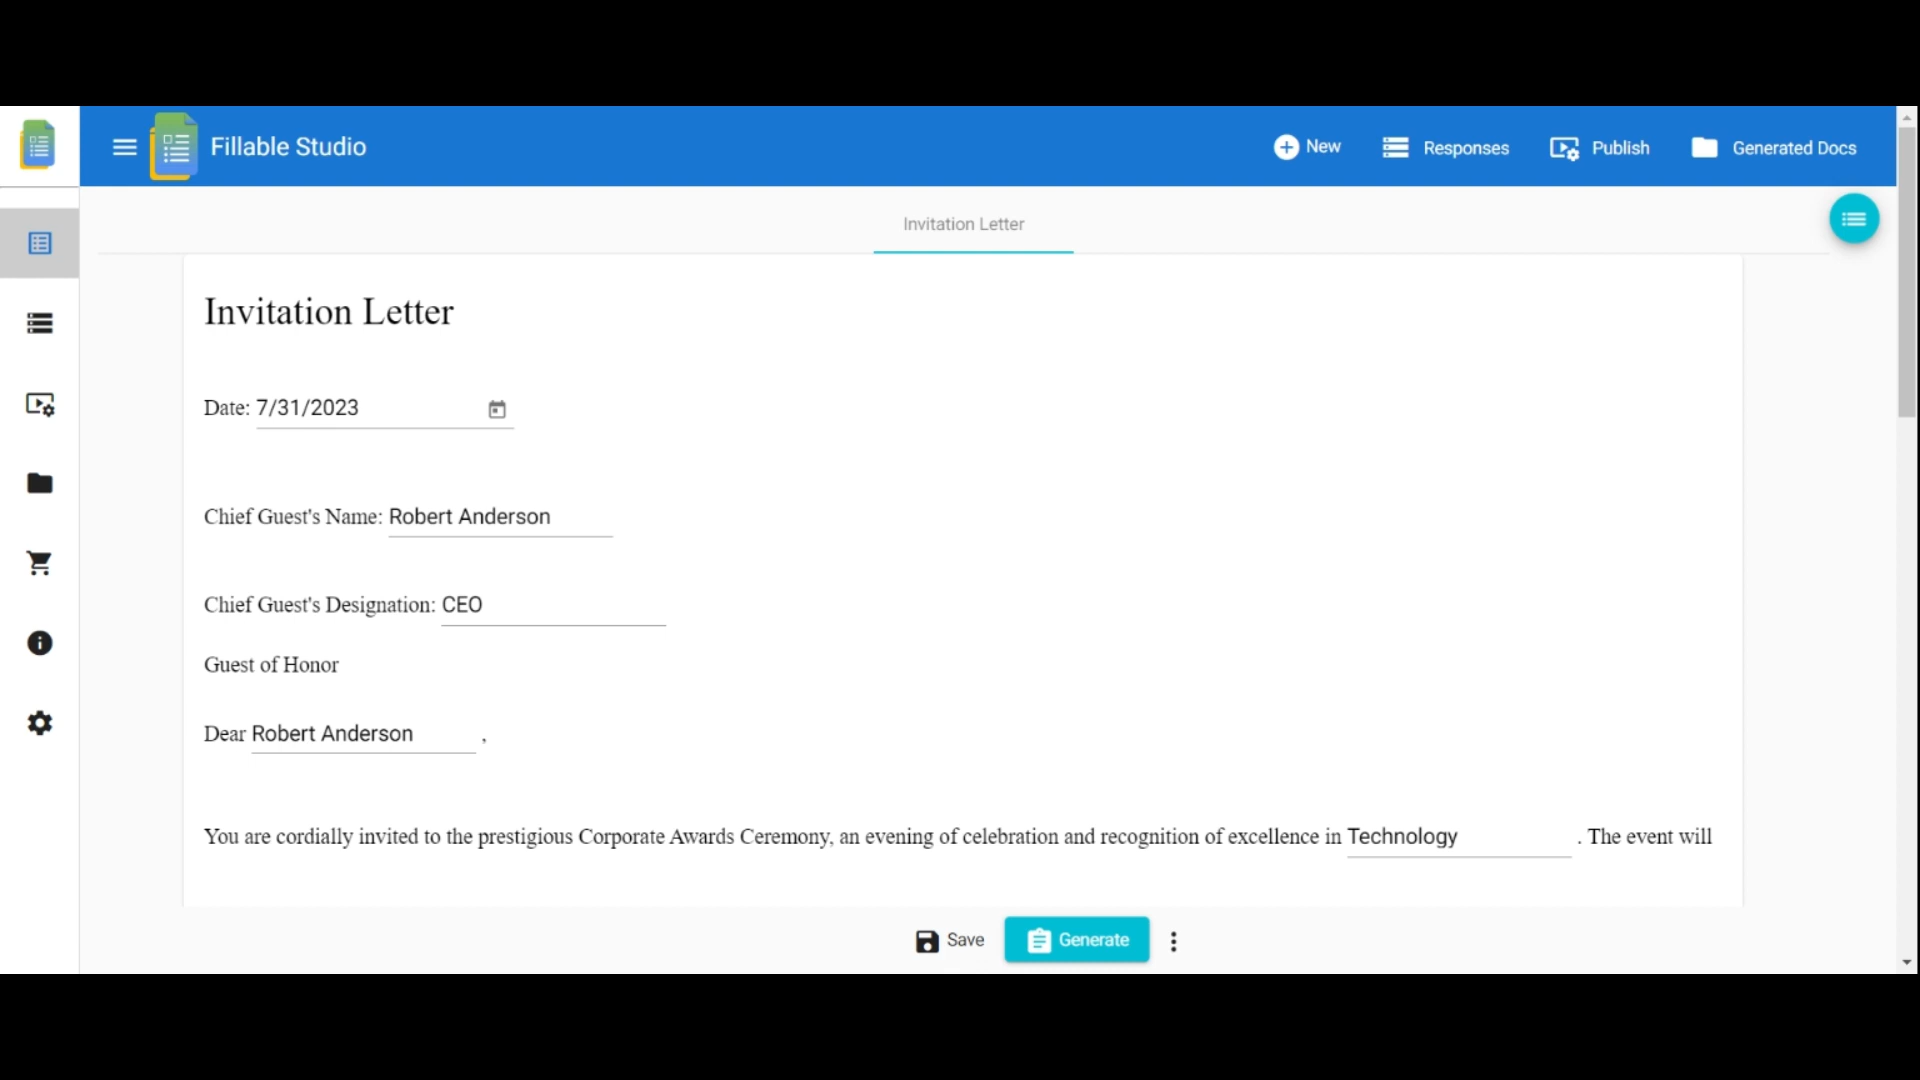 Fillable Studio
New
Responses
Publish
Generated Docs
Invitation Letter
Invitation Letter
Date: 7/31/2023
Chief Guest's Name: Robert Anderson
Chief Guest's Designation: CEO
Guest of Honor
Dear Robert Anderson ,
You are cordially invited to the prestigious Corporate Awards Ceremony, an evening of celebration and recognition of excellence in Technology . The event will
Save
Generate